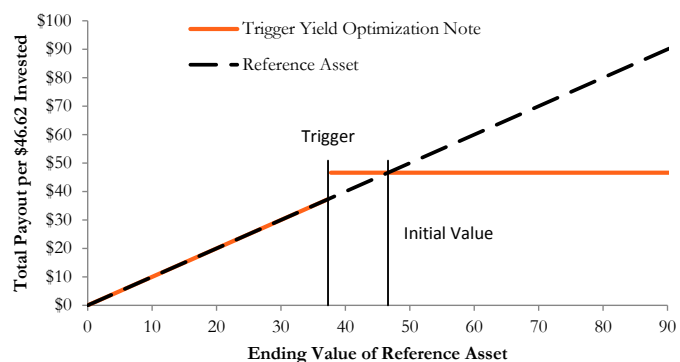 $100
$90
$80
$70
$60
$50
$40
$30
$20
$10
$0
Total Payout per $46.62 Invested
Trigger Yield Optimization Note
Reference Asset
Trigger
Initial Value
0 10 20 30 40 50 60 70 80 90
Ending Value of Reference Asset